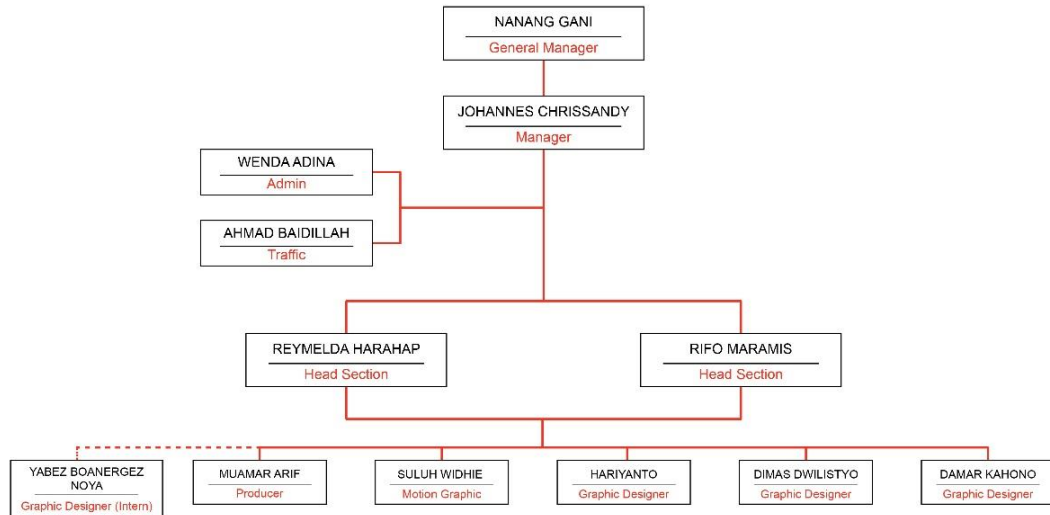 NANANG GANI
General Manager
JOHANNES CHRISSANDY
Manager
WENDA ADINA
Admin
AHMAD BAIDILLAH
Traffic
REYMELDA HARAHAP
Head Section
RIFO MARAMIS
Head Section
YABEZ BOANERGEZ
NOYA
Graphic Designer (Intern)
MUAMAR ARIF
Producer
SULUH WIDHIE
Motion Graphic
HARIYANTO
Graphic Designer
DIMAS DWILISTYO
Graphic Designer
DAMAR KAHONO
Graphic Designer